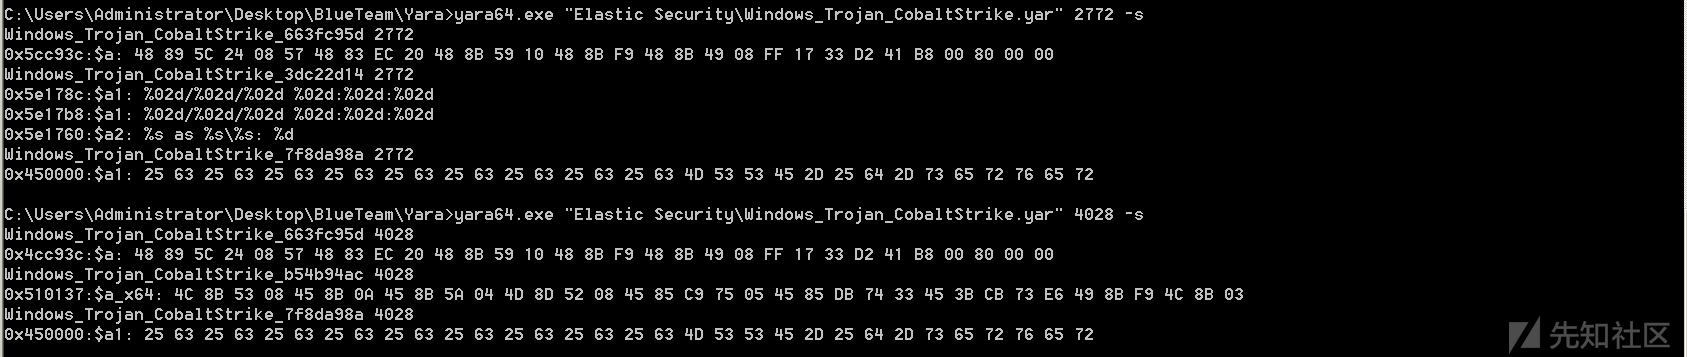 C:\Users\Administrator\Desktop\BlueTeam\Yara>yara64.exe "Elastic Security\Windows_Trojan_CobaltStrike.yar" 2772 -s
Windows_Trojan_CobaltStrike_663fc95d 2772
0x5cc93c:$a: 48 89 5C 24 08 57 48 83 EC 20 48 8B 59 10 48 8B F9 48 8B 49 08 FF 17 33 D2 41 B8 00 80 00 00
Windows_Trojan_CobaltStrike_3dc22d14 2772
0x5e178c:$a1: %02d/%02d/%02d %02d:%02d:%02d
0x5e17b8:$a1: %02d/%02d/%02d %02d:%02d:%02d
0x5e1760:$a2: %s as %s\%s: %d
Windows_Trojan_CobaltStrike_7f8da98a 2772
0x450000:$a1: 25 63 25 63 25 63 25 63 25 63 25 63 25 63 25 63 25 63 4D 53 53 45 2D 25 64 2D 73 65 72 76 65 72
C:\Users\Administrator\Desktop\BlueTeam\Yara>yara64.exe "Elastic Security\Windows_Trojan_CobaltStrike.yar" 4028 -s
Windows_Trojan_CobaltStrike_663fc95d 4028
0x4cc93c:$a: 48 89 5C 24 08 57 48 83 EC 20 48 8B 59 10 48 8B F9 48 8B 49 08 FF 17 33 D2 41 B8 00 80 00 00
Windows_Trojan_CobaltStrike_b54b94ac 4028
0x510137:$a_x64: 4C 8B 53 08 45 8B 0A 45 8B 5A 04 4D 8D 52 08 45 85 C9 75 05 45 85 DB 74 33 45 3B CB 73 E6 49 8B F9 4C 8B 03
Windows_Trojan_CobaltStrike_7f8da98a 4028
0x450000:$a1: 25 63 25 63 25 63 25 63 25 63 25 63 25 63 25 63 25 63 4D 53 53 45 2D 25 64 2D 73 65 72 76 65 72
先知社区